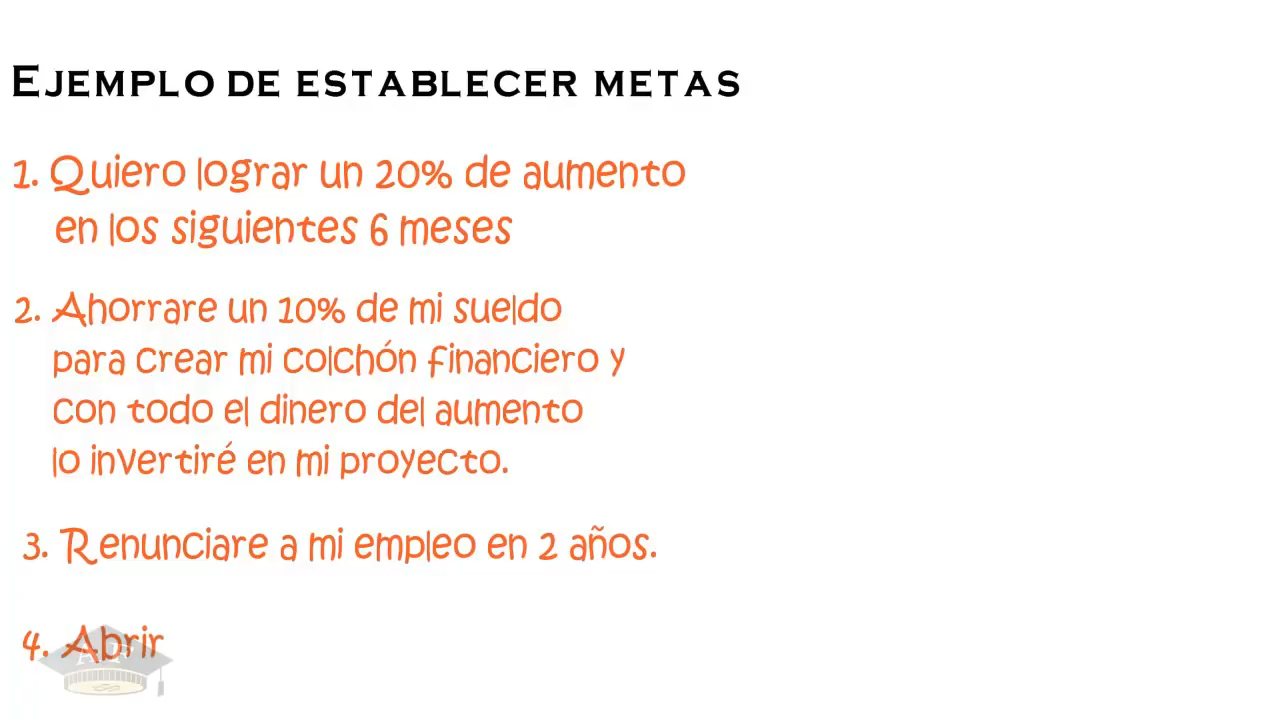 EJEMPLO DE ESTABLECER METAS
1. Quiero lograr un 20% de aumento
en los siguientes 6 meses
2. Ahorrare un 10% de mi sueldo
para crear mi colchón financiero y
con todo el dinero del aumento
lo invertiré en mi proyecto.
3. Renunciare a mi empleo en 2 años.
4. Abrir